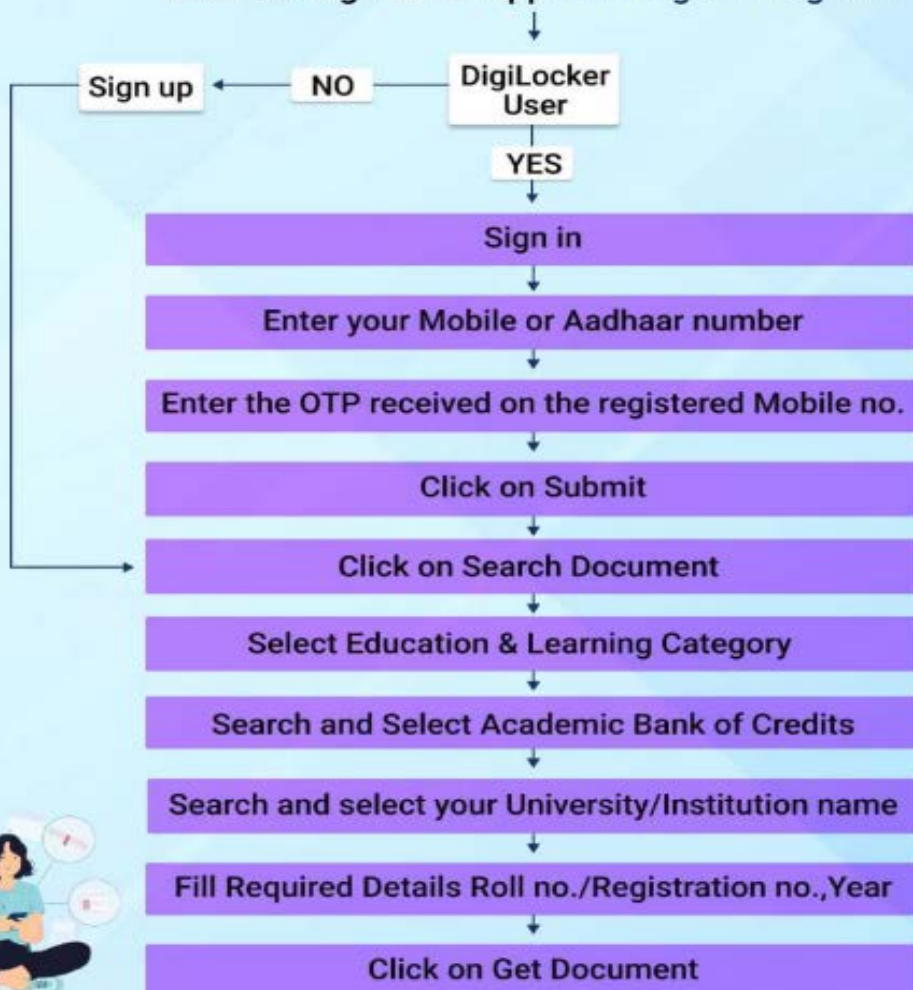 Sign up
NO
DigiLocker
User
YES
Sign in
Enter your Mobile or Aadhaar number
Enter the OTP received on the registered Mobile no.
Click on Submit
Click on Search Document
Select Education & Learning Category
Search and Select Academic Bank of Credits
Search and select your University/Institution name
Fill Required Details Roll no./Registration no.,Year
Click on Get Document